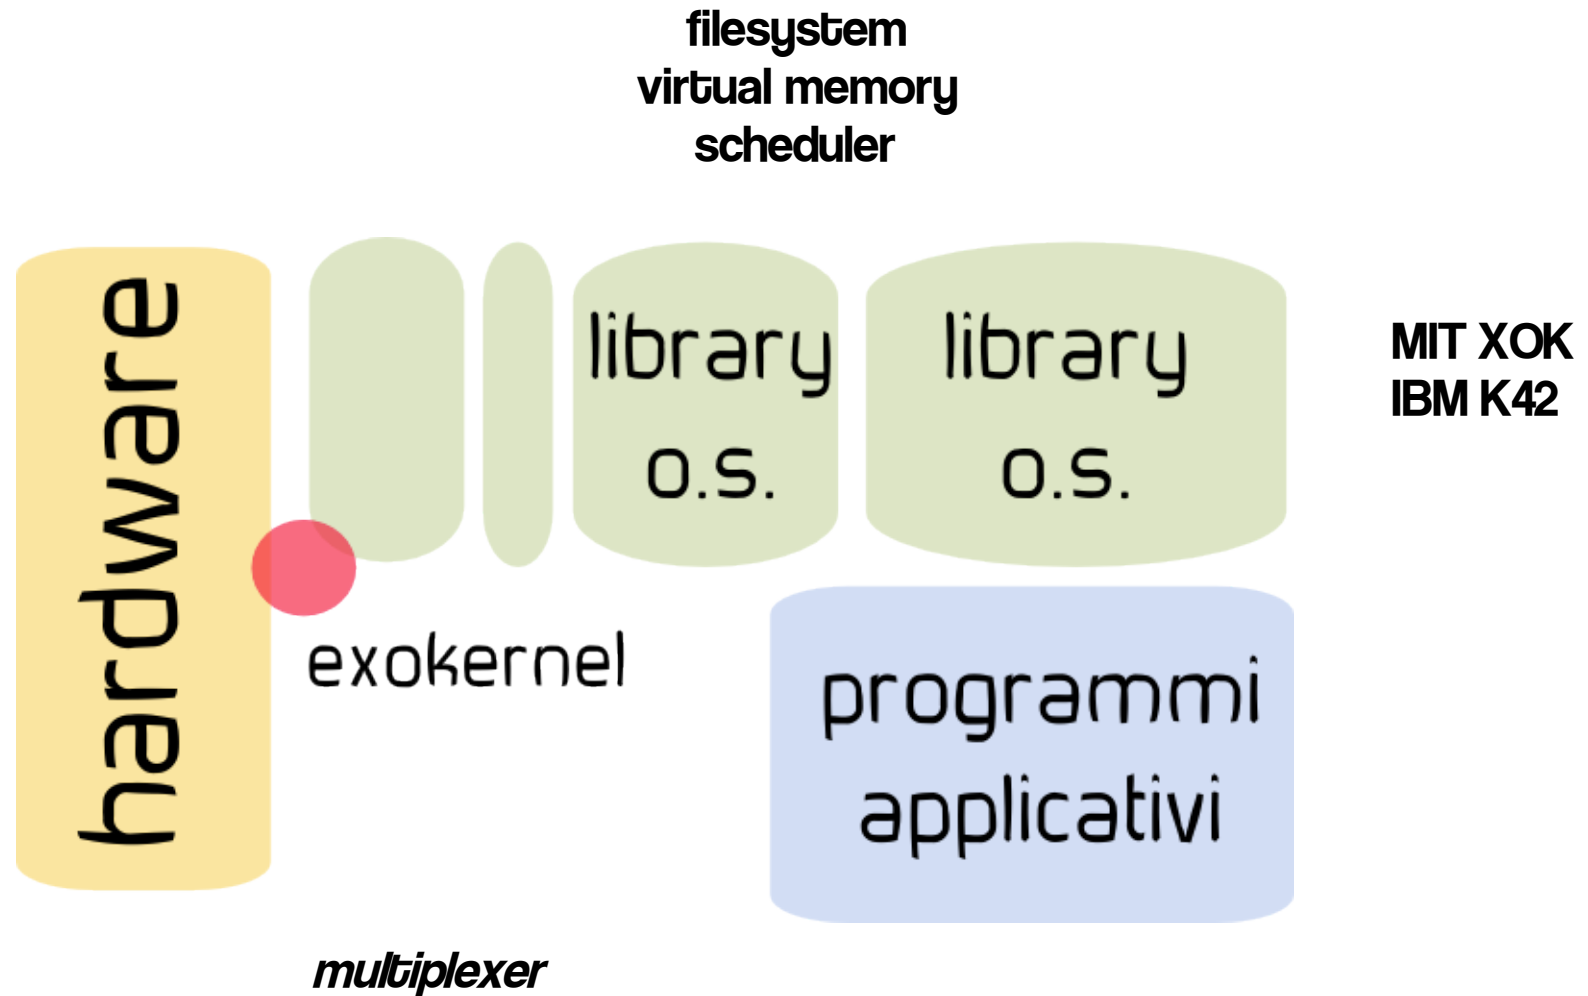 filesystem
virtual memory
scheduler
hardware
library
o.s.
library
o.s.
MIT XOK
IBM K42
exokernel
programmi
applicativi
multiplexer